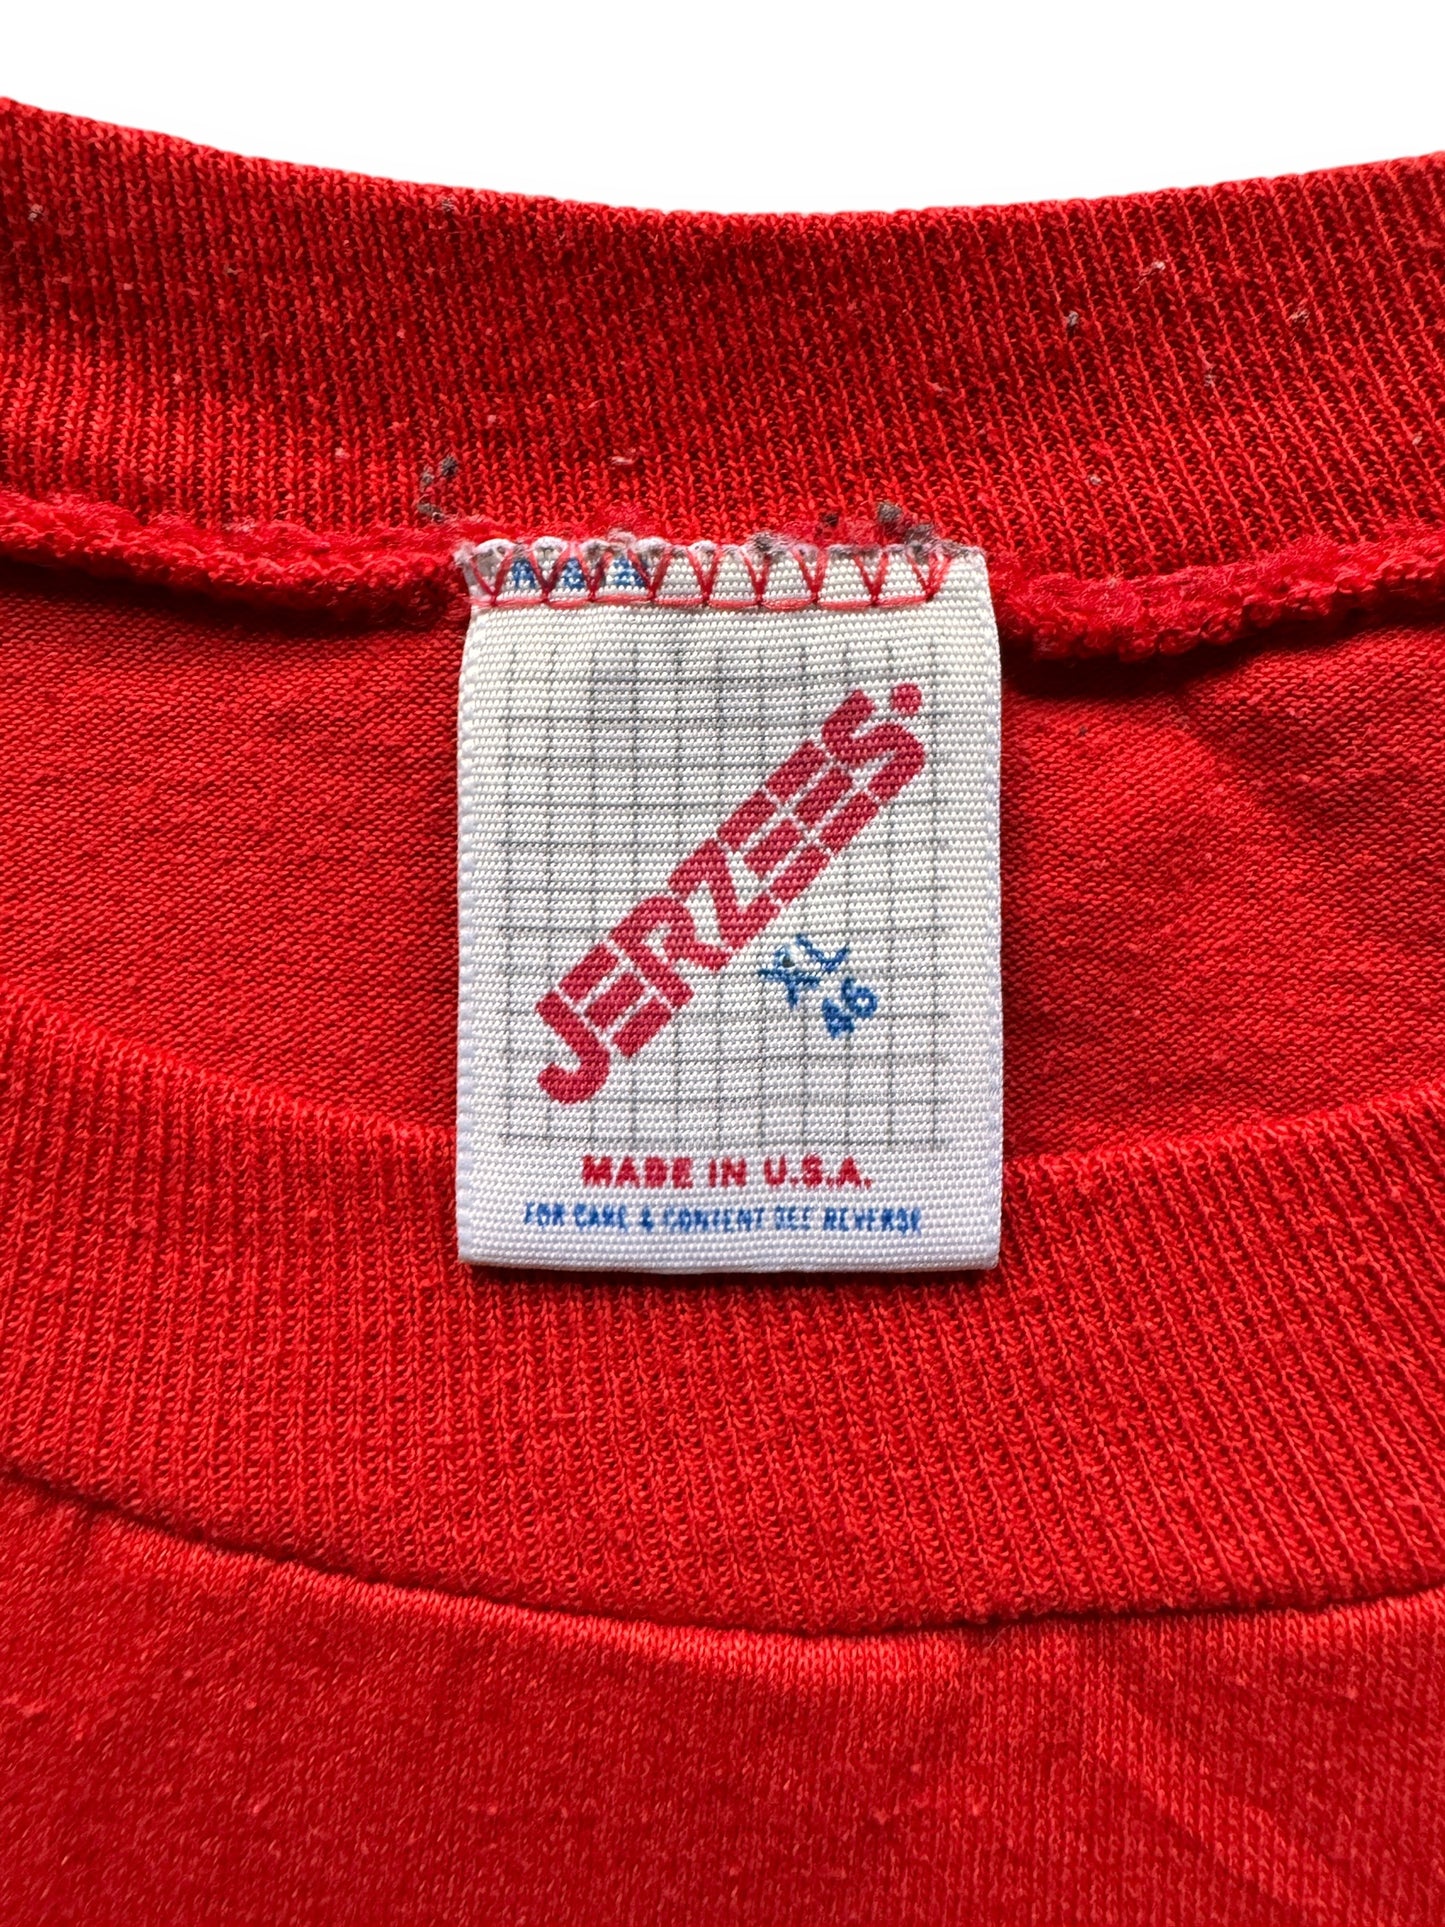 JERZEES.
XL
46
MADE IN U.S.A.
FOR CARE & CONTENT SEE REVERSE